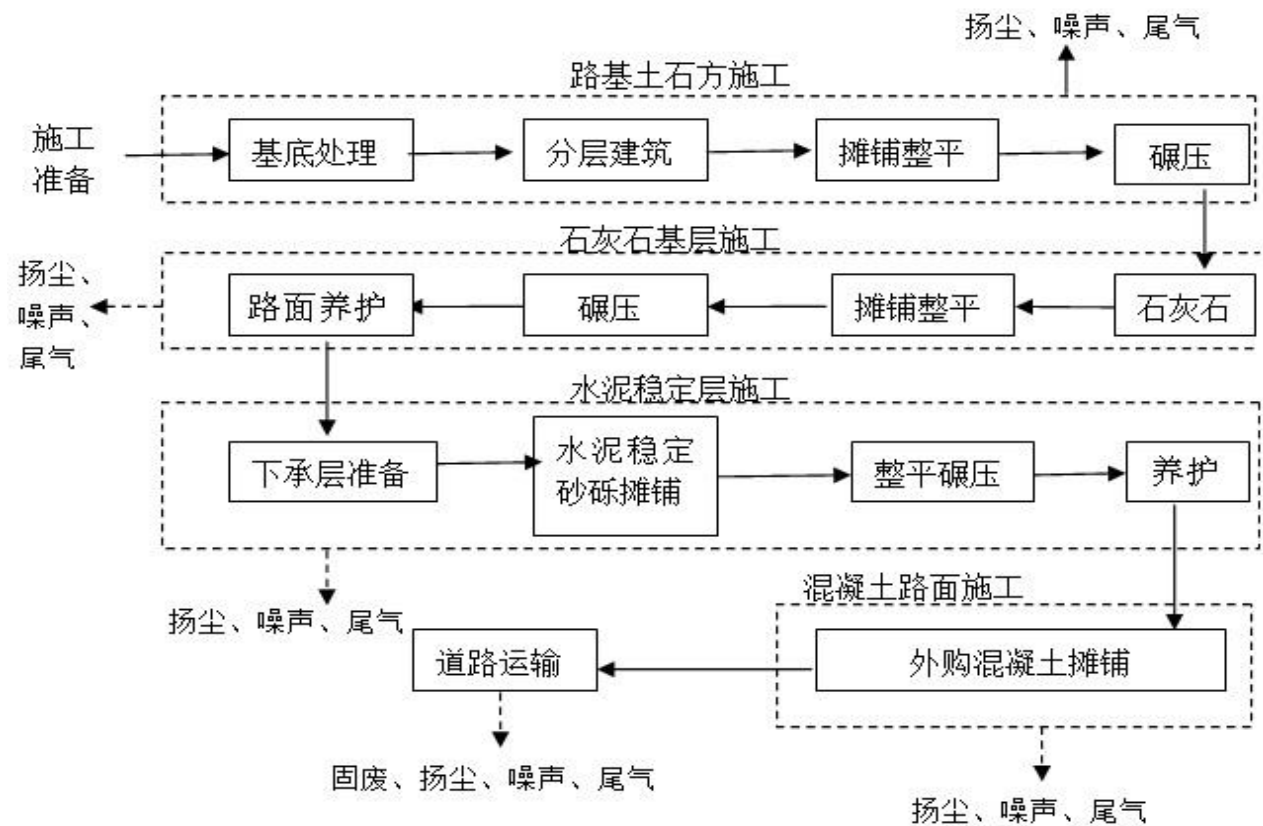 扬尘、噪声、尾气
路基土石方施工
施工
准备
基底处理
分层建筑
摊铺整平
碾压
石灰石基层施工
扬尘、
噪声、
尾气
路面养护
碾压
摊铺整平
石灰石
水泥稳定层施工
下承层准备
水泥稳定
砂砾摊铺
整平碾压
养护
混凝土路面施工
扬尘、噪声、尾气
道路运输
外购混凝土摊铺
固废、扬尘、噪声、尾气
扬尘、噪声、尾气